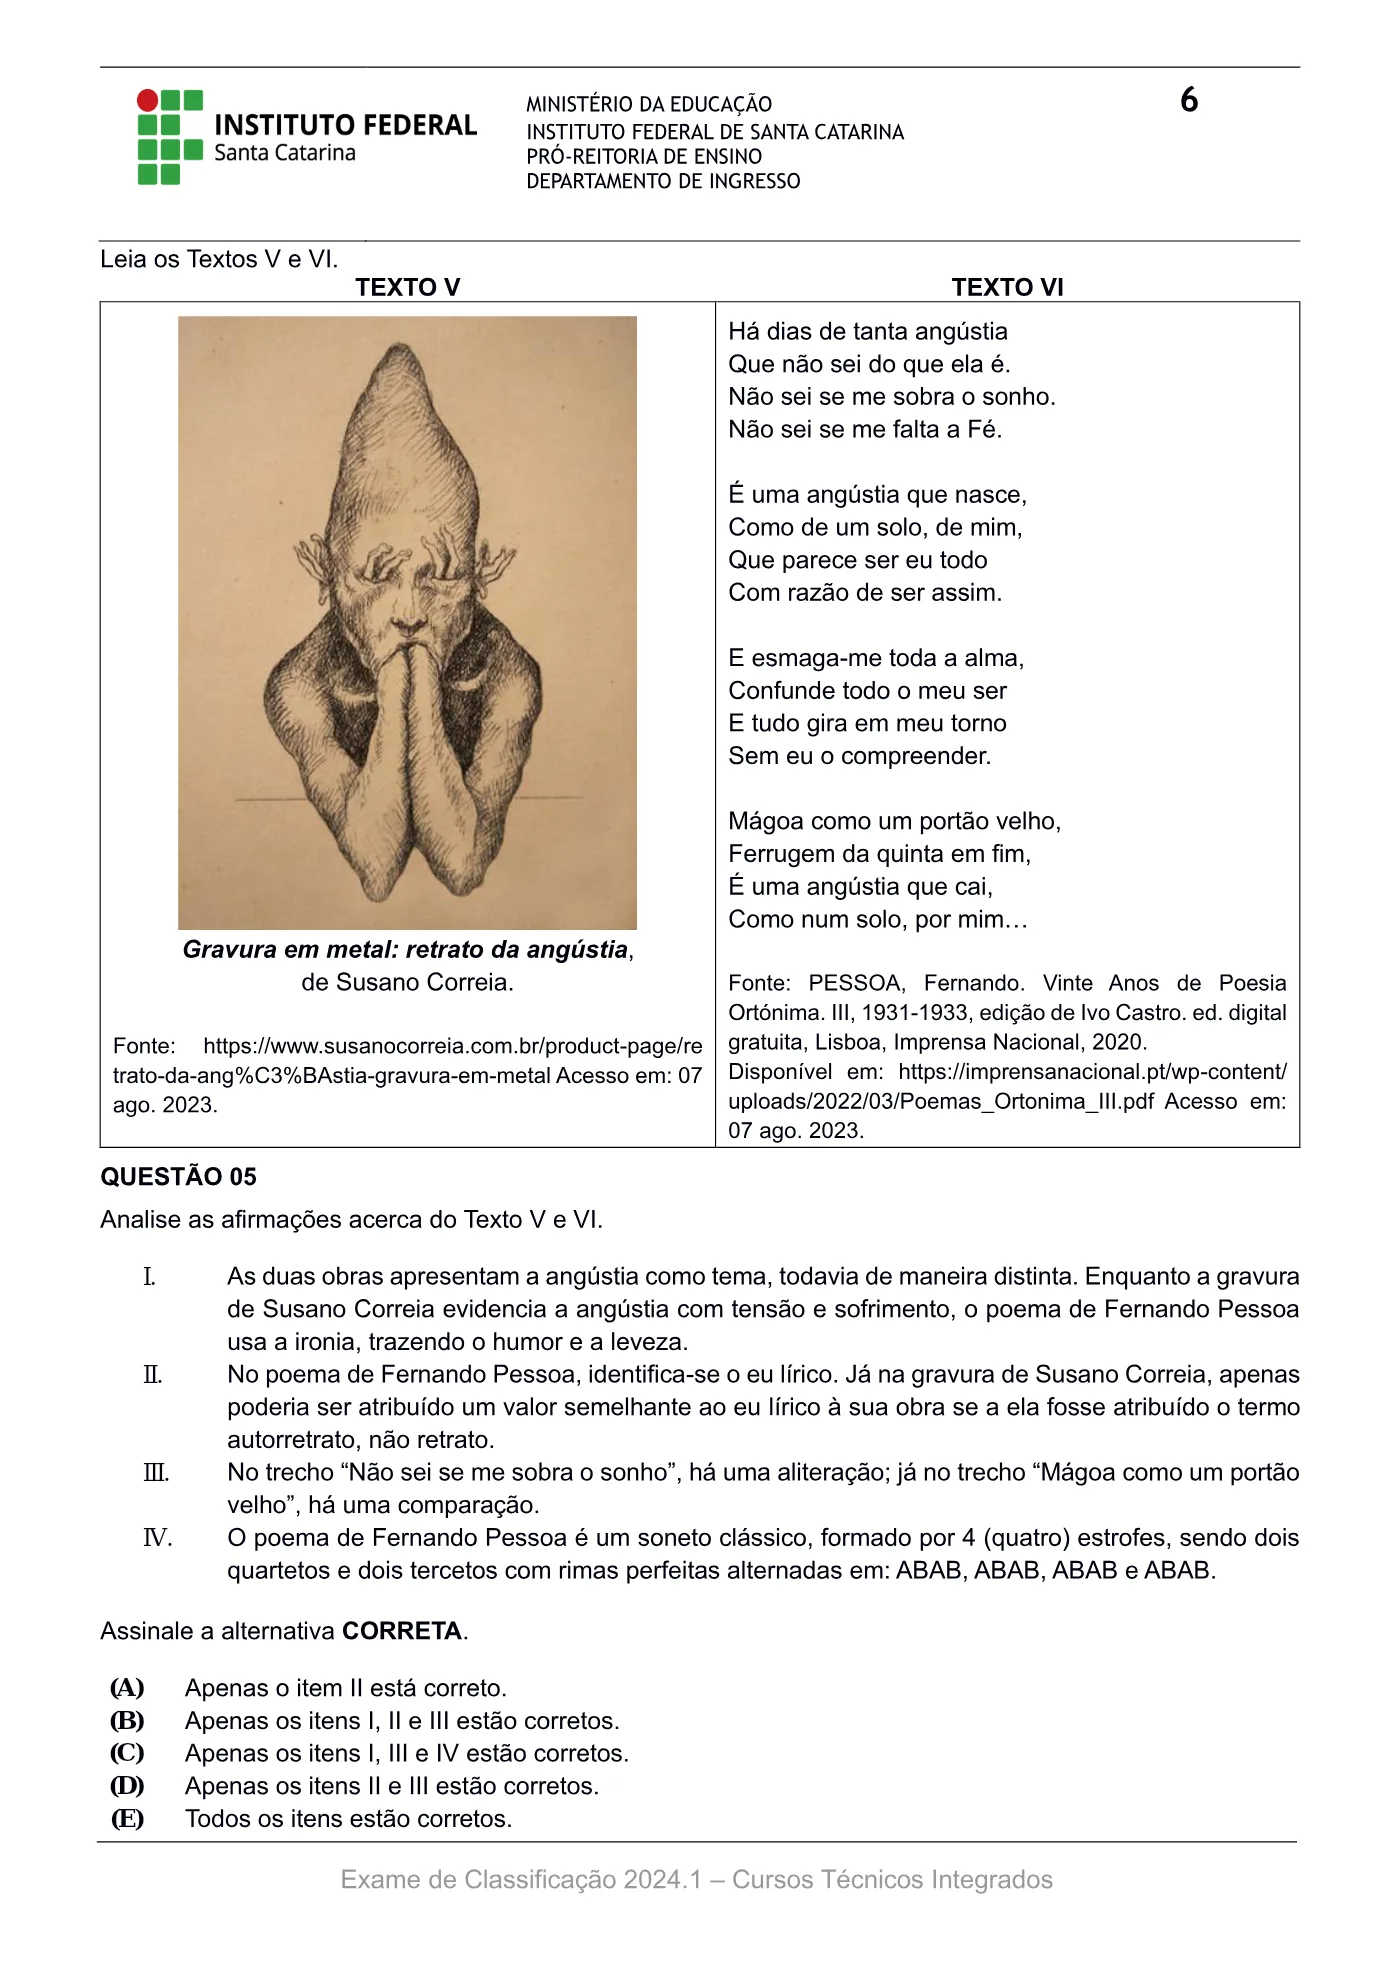 INSTITUTO FEDERAL
Santa Catarina
MINISTÉRIO DA EDUCAÇÃO
INSTITUTO FEDERAL DE SANTA CATARINA
PRÓ-REITORIA DE ENSINO
DEPARTAMENTO DE INGRESSO
6
Leia os Textos V e VI.
TEXTO V
Gravura em metal: retrato da angústia,
de Susano Correia.
Fonte: https://www.susanocorreia.com.br/product-page/re
trato-da-ang%C3%BAstia-gravura-em-metal Acesso em: 07
ago. 2023.
TEXTO VI
Há dias de tanta angústia
Que não sei do que ela é.
Não sei se me sobra o sonho.
Não sei se me falta a Fé.
É uma angústia que nasce,
Como de um solo, de mim,
Que parece ser eu todo
Com razão de ser assim.
E esmaga-me toda a alma,
Confunde todo o meu ser
E tudo gira em meu torno
Sem eu o compreender.
Mágoa como um portão velho,
Ferrugem da quinta em fim,
É uma angústia que cai,
Como num solo, por mim…
Fonte: PESSOA, Fernando. Vinte Anos de Poesia
Ortónima. III, 1931-1933, edição de Ivo Castro. ed. digital
gratuita, Lisboa, Imprensa Nacional, 2020.
Disponível em: https://imprensanacional.pt/wp-content/
uploads/2022/03/Poemas_Ortonima_III.pdf Acesso em:
07 ago. 2023.
QUESTÃO 05
Analise as afirmações acerca do Texto V e VI.
I. As duas obras apresentam a angústia como tema, todavia de maneira distinta. Enquanto a gravura
de Susano Correia evidencia a angústia com tensão e sofrimento, o poema de Fernando Pessoa
usa a ironia, trazendo o humor e a leveza.
II. No poema de Fernando Pessoa, identifica-se o eu lírico. Já na gravura de Susano Correia, apenas
poderia ser atribuído um valor semelhante ao eu lírico à sua obra se a ela fosse atribuído o termo
autorretrato, não retrato.
III. No trecho “Não sei se me sobra o sonho”, há uma aliteração; já no trecho “Mágoa como um portão
velho”, há uma comparação.
IV. O poema de Fernando Pessoa é um soneto clássico, formado por 4 (quatro) estrofes, sendo dois
quartetos e dois tercetos com rimas perfeitas alternadas em: ABAB, ABAB, ABAB e ABAB.
Assinale a alternativa CORRETA.
(A) Apenas o item II está correto.
(B) Apenas os itens I, II e III estão corretos.
(C) Apenas os itens I, III e IV estão corretos.
(D) Apenas os itens II e III estão corretos.
(E) Todos os itens estão corretos.
Exame de Classificação 2024.1 – Cursos Técnicos Integrados